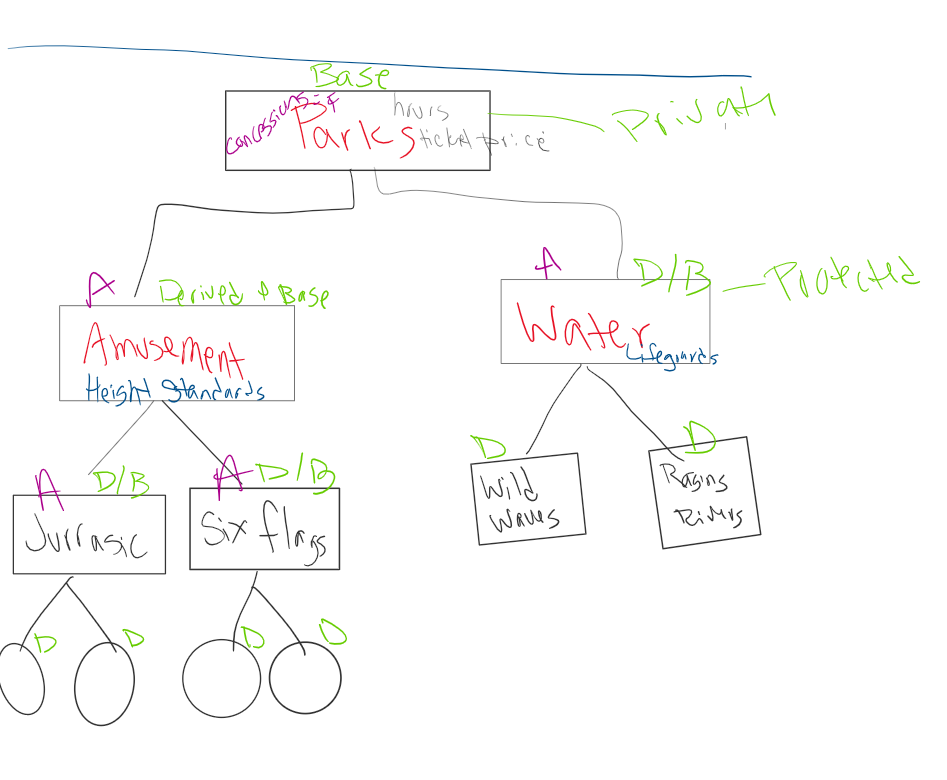 Base
concessions
hours
Parks
ticket price
Private
A
Derived + Base
Amusement
Height Standards
A
D/B
Protected
Water
Lifeguards
A
D/B
Jurrasic
A
D/B
Six flags
D
Wild
Waves
D
Raging
Rivers
D
D
D
D